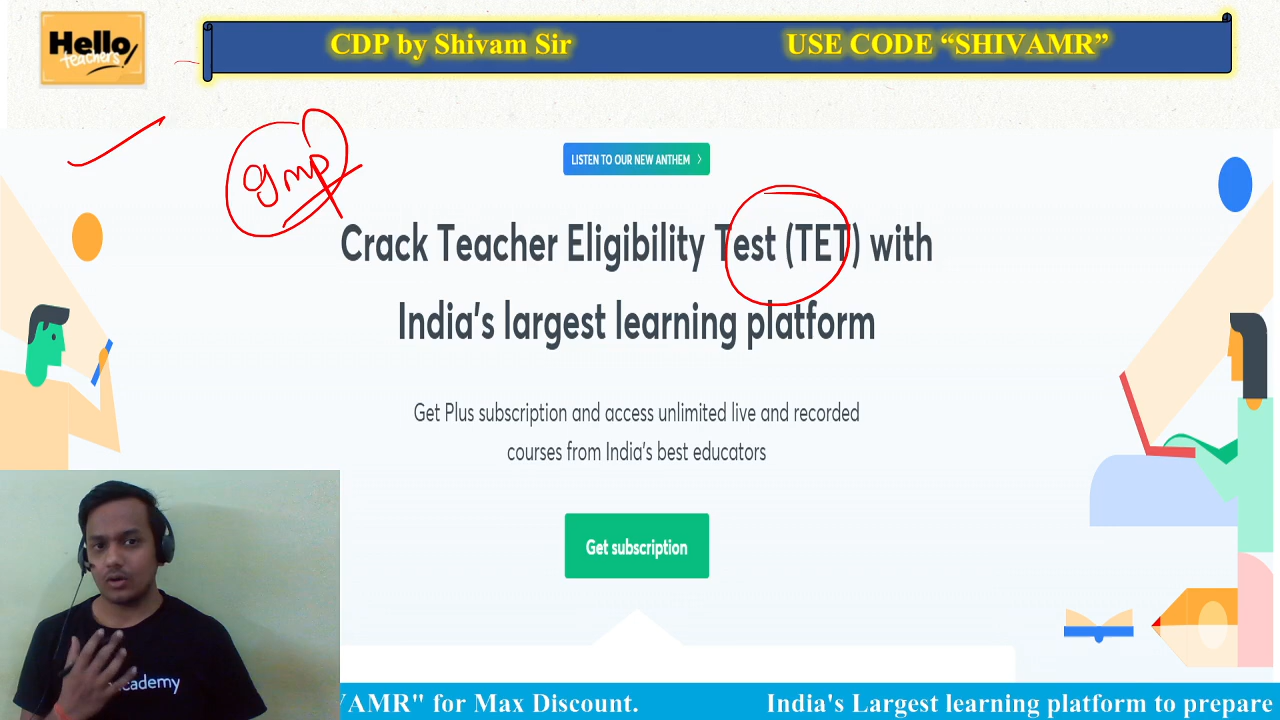 Hello
teachers!
CDP by Shivam Sir
USE CODE “SHIVAMR”
LISTEN TO OUR NEW ANTHEM
Crack Teacher Eligibility Test (TET) with
India’s largest learning platform
Get Plus subscription and access unlimited live and recorded
courses from India’s best educators
Get subscription
cademy
VAMR" for Max Discount.
India's Largest learning platform to prepare